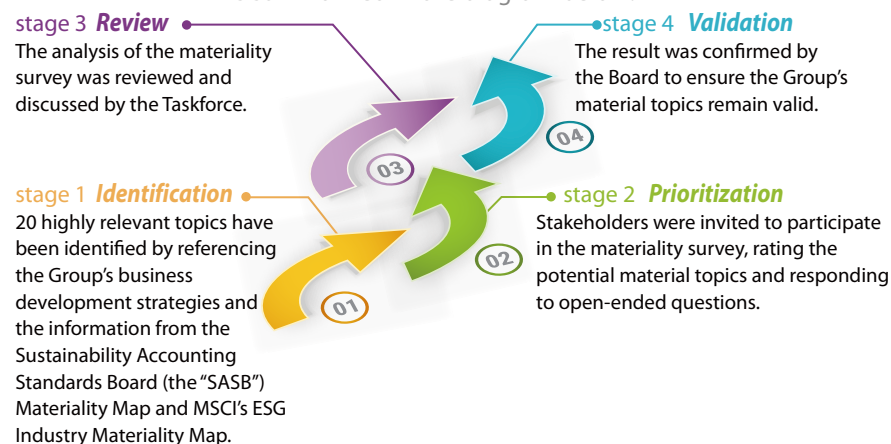 stage 3 Review
The analysis of the materiality
survey was reviewed and
discussed by the Taskforce.
stage 4 Validation
The result was confirmed by
the Board to ensure the Group's
material topics remain valid.
03
04
stage 1 Identification
20 highly relevant topics have
been identified by referencing
the Group's business
development strategies and
the information from the
Sustainability Accounting
Standards Board (the “SASB”)
Materiality Map and MSCI's ESG
Industry Materiality Map.
stage 2 Prioritization
Stakeholders were invited to participate
in the materiality survey, rating the
potential material topics and responding
to open-ended questions.
01
02